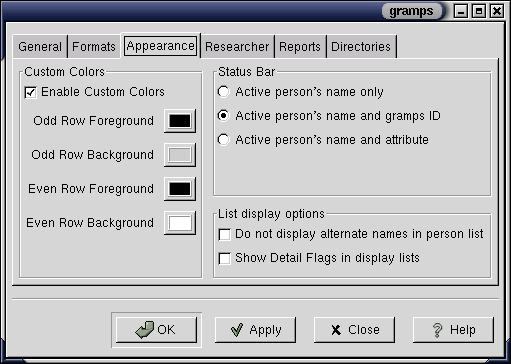 gramps
General Formats Appearance Researcher Reports Directories
Custom Colors
Enable Custom Colors
Odd Row Foreground
Odd Row Background
Even Row Foreground
Even Row Background
Status Bar
Active person's name only
Active person's name and gramps ID
Active person's name and attribute
List display options
Do not display alternate names in person list
Show Detail Flags in display lists
OK Apply Close Help